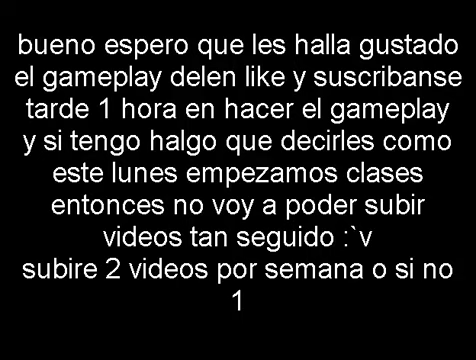 bueno espero que les halla gustado
el gameplay delen like y suscribanse
tarde 1 hora en hacer el gameplay
y si tengo halgo que decirles como
este lunes empezamos clases
entonces no voy a poder subir
videos tan seguido :`v
subire 2 videos por semana o si no
1